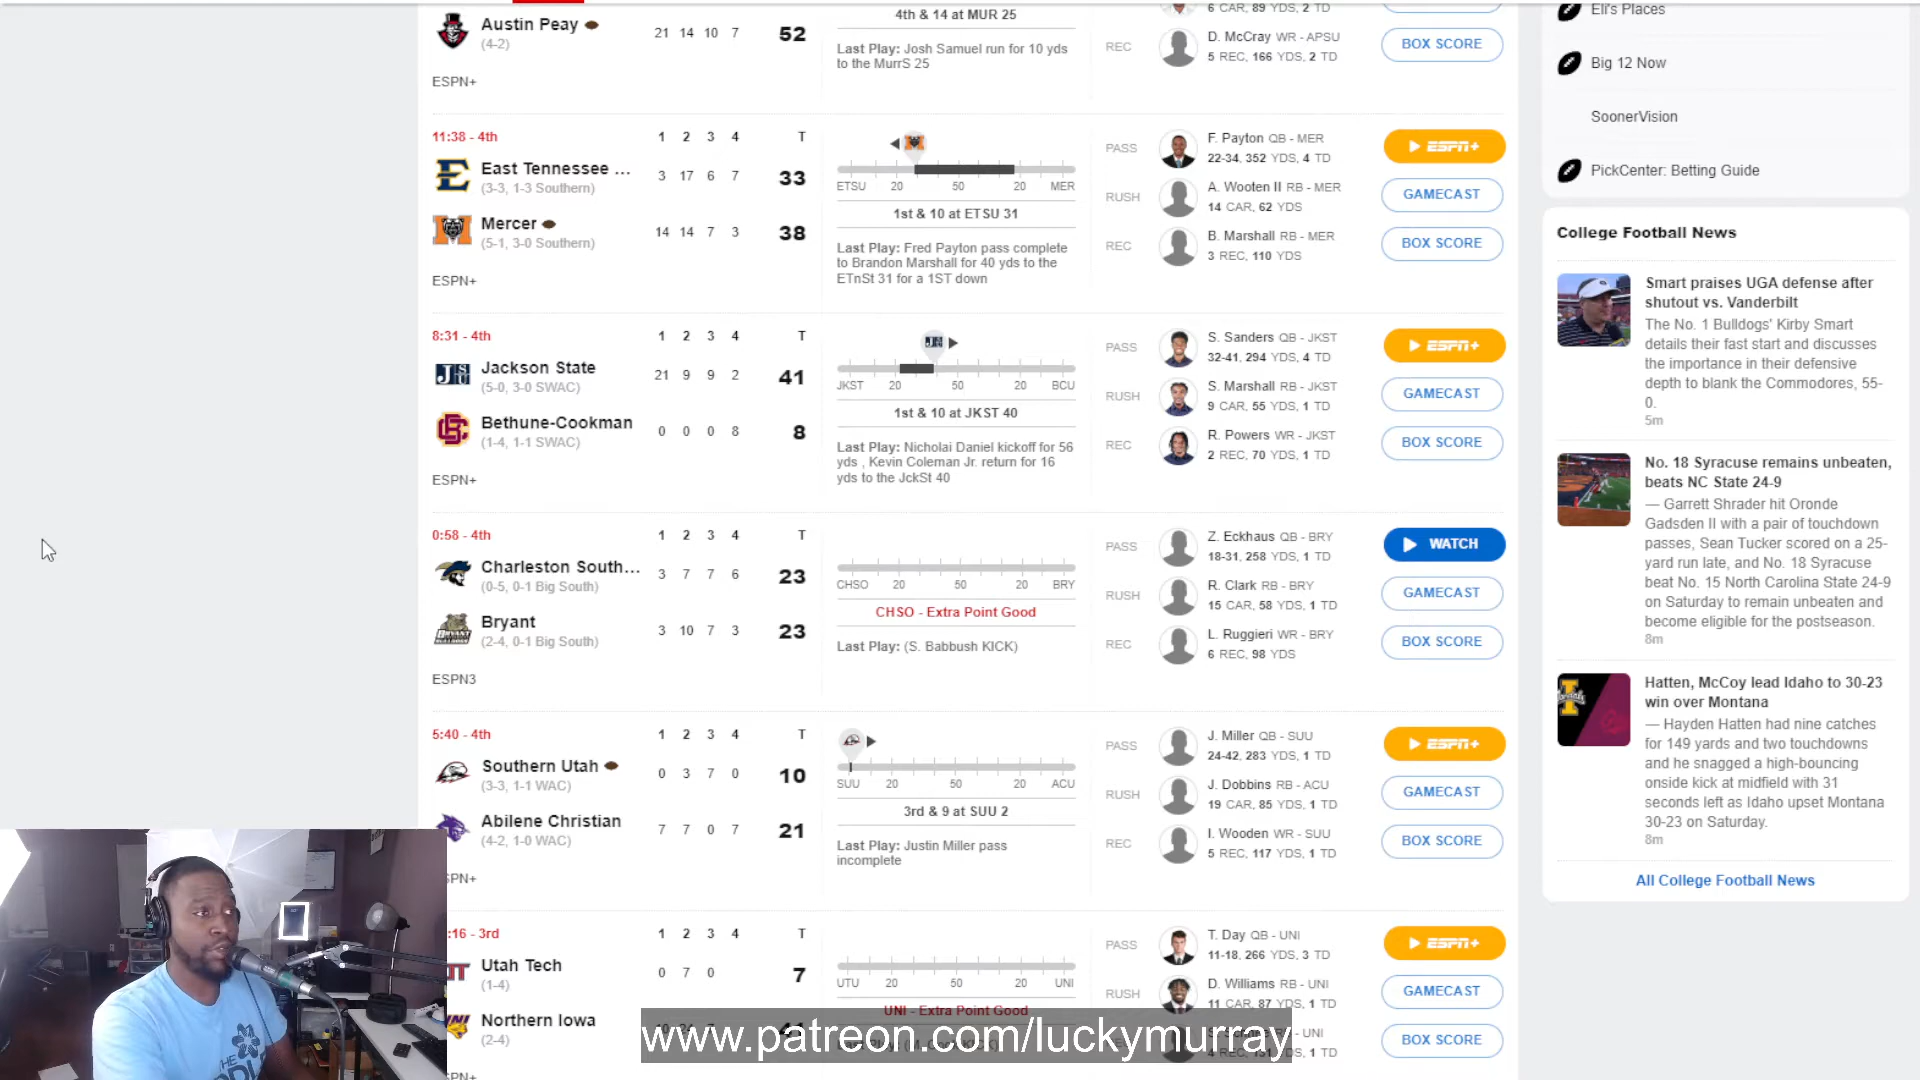 Austin Peay
(4-2)
21 14 10 7 52
ESPN+
4th & 14 at MUR 25
Last Play: Josh Samuel run for 10 yds
to the MurrS 25
6 CAR, 89 YDS, 2 TD
REC
D. McCray WR - APSU
5 REC, 166 YDS, 2 TD
BOX SCORE
11:38 - 4th
1 2 3 4 T
East Tennessee ...
(3-3, 1-3 Southern)
3 17 6 7 33
Mercer
(5-1, 3-0 Southern)
14 14 7 3 38
ESPN+
ETSU 20 50 20 MER
1st & 10 at ETSU 31
Last Play: Fred Payton pass complete
to Brandon Marshall for 40 yds to the
ETnSt 31 for a 1ST down
PASS
F. Payton QB - MER
22-34, 352 YDS, 4 TD
RUSH
A. Wooten II RB - MER
14 CAR, 62 YDS
REC
B. Marshall RB - MER
3 REC, 110 YDS
ESPN+
GAMECAST
BOX SCORE
8:31 - 4th
1 2 3 4 T
Jackson State
(5-0, 3-0 SWAC)
21 9 9 2 41
Bethune-Cookman
(1-4, 1-1 SWAC)
0 0 0 8 8
ESPN+
JKST 20 50 20 BCU
1st & 10 at JKST 40
Last Play: Nicholai Daniel kickoff for 56
yds , Kevin Coleman Jr. return for 16
yds to the JckSt 40
PASS
S. Sanders QB - JKST
32-41, 294 YDS, 4 TD
RUSH
S. Marshall RB - JKST
9 CAR, 55 YDS, 1 TD
REC
R. Powers WR - JKST
2 REC, 70 YDS, 1 TD
ESPN+
GAMECAST
BOX SCORE
0:58 - 4th
1 2 3 4 T
Charleston South...
(0-5, 0-1 Big South)
3 7 7 6 23
Bryant
(2-4, 0-1 Big South)
3 10 7 3 23
ESPN3
CHSO 20 50 20 BRY
CHSO - Extra Point Good
Last Play: (S. Babbush KICK)
PASS
Z. Eckhaus QB - BRY
18-31, 258 YDS, 1 TD
RUSH
R. Clark RB - BRY
15 CAR, 58 YDS, 1 TD
REC
L. Ruggieri WR - BRY
6 REC, 98 YDS
WATCH
GAMECAST
BOX SCORE
5:40 - 4th
1 2 3 4 T
Southern Utah
(3-3, 1-1 WAC)
0 3 7 0 10
Abilene Christian
(4-2, 1-0 WAC)
7 7 0 7 21
SPN+
SUU 20 50 20 ACU
3rd & 9 at SUU 2
Last Play: Justin Miller pass
incomplete
PASS
J. Miller QB - SUU
24-42, 283 YDS, 1 TD
RUSH
J. Dobbins RB - ACU
19 CAR, 85 YDS, 1 TD
REC
I. Wooden WR - SUU
5 REC, 117 YDS, 1 TD
ESPN+
GAMECAST
BOX SCORE
:16 - 3rd
1 2 3 4 T
Utah Tech
(1-4)
0 7 0 7
Northern Iowa
(2-4)
SPN+
UTU 20 50 20 UNI
UNI - Extra Point Good
PASS
T. Day QB - UNI
11-18, 266 YDS, 3 TD
RUSH
D. Williams RB - UNI
11 CAR, 87 YDS, 1 TD
ESPN+
GAMECAST
BOX SCORE
www.patreon.com/luckymurray
Eli's Places
Big 12 Now
SoonerVision
PickCenter: Betting Guide
College Football News
Smart praises UGA defense after
shutout vs. Vanderbilt
The No. 1 Bulldogs' Kirby Smart
details their fast start and discusses
the importance in their defensive
depth to blank the Commodores, 55-
0.
5m
No. 18 Syracuse remains unbeaten,
beats NC State 24-9
— Garrett Shrader hit Oronde
Gadsden II with a pair of touchdown
passes, Sean Tucker scored on a 25-
yard run late, and No. 18 Syracuse
beat No. 15 North Carolina State 24-9
on Saturday to remain unbeaten and
become eligible for the postseason.
8m
Hatten, McCoy lead Idaho to 30-23
win over Montana
— Hayden Hatten had nine catches
for 149 yards and two touchdowns
and he snagged a high-bouncing
onside kick at midfield with 31
seconds left as Idaho upset Montana
30-23 on Saturday.
8m
All College Football News